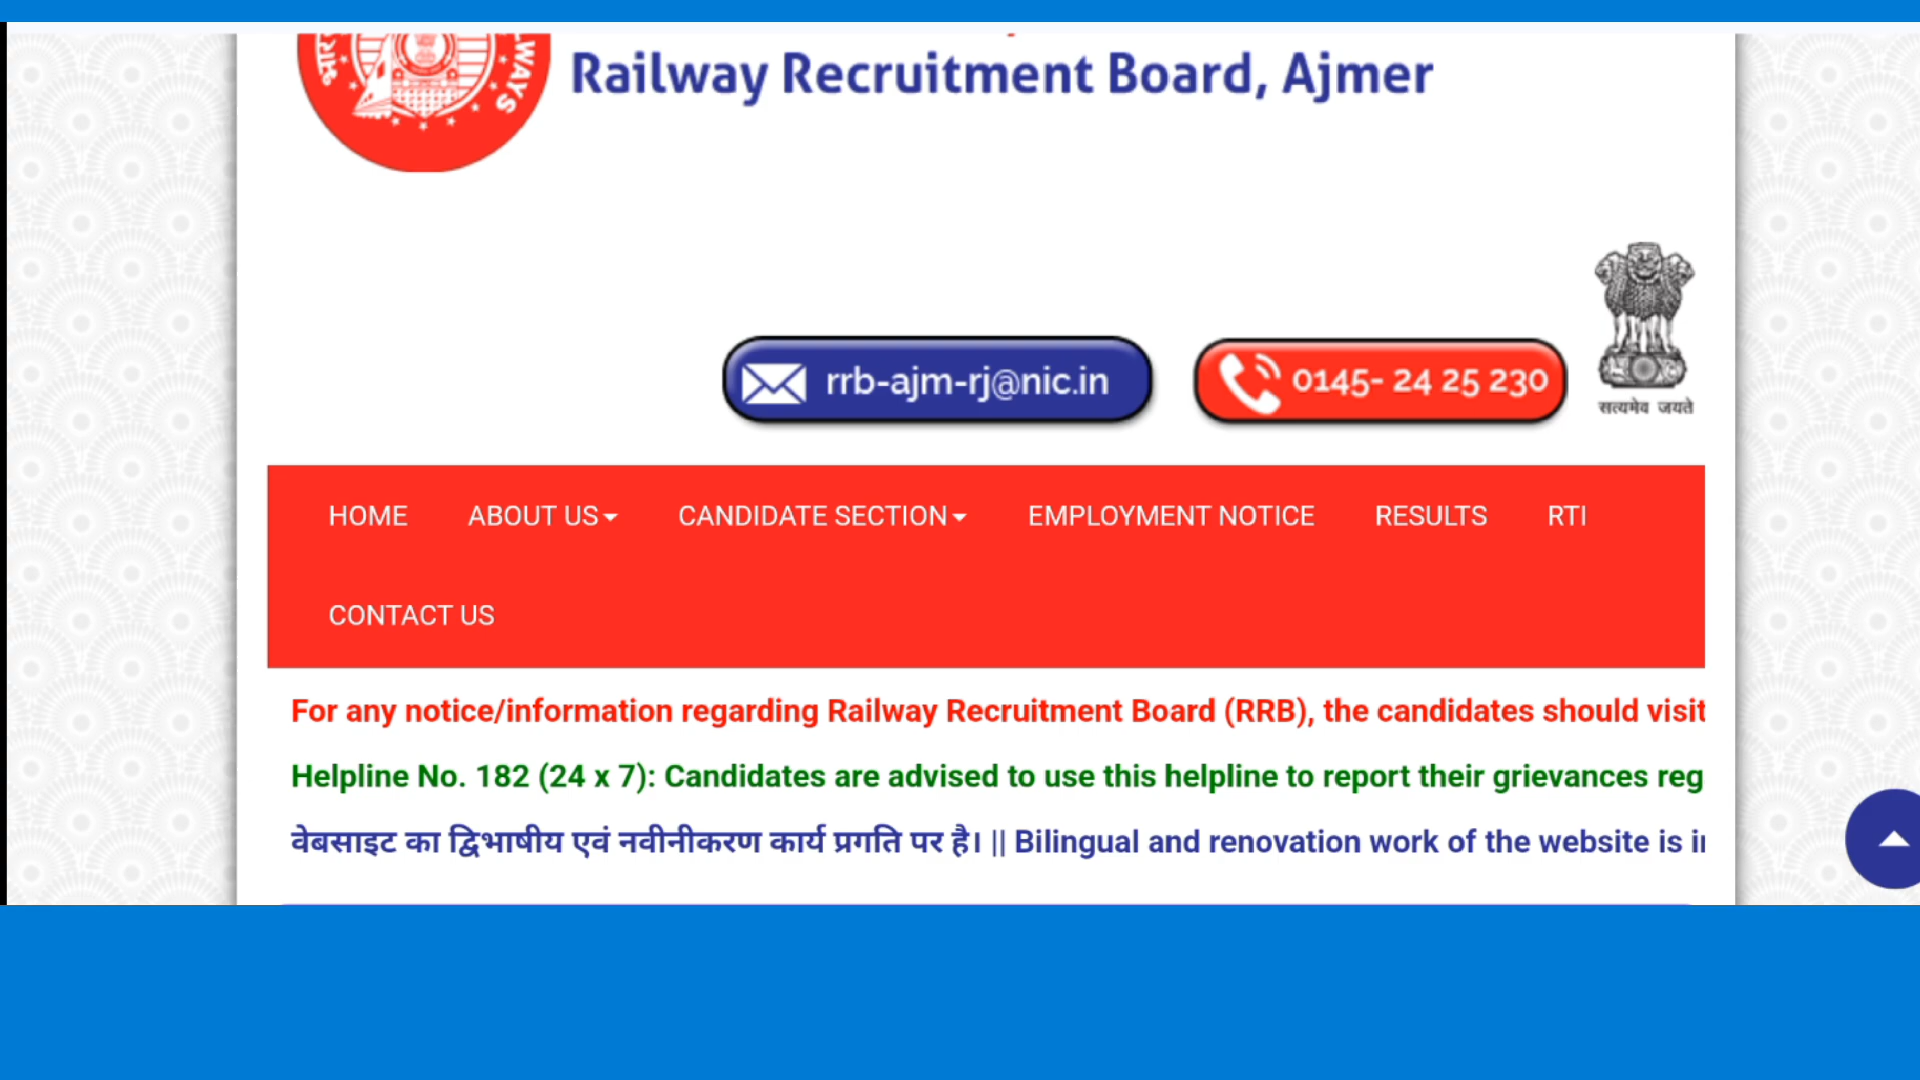 भार
LWAYS
Railway Recruitment Board, Ajmer
rrb-ajm-rj@nic.in
0145- 24 25 230
सत्यमेव जयते
HOME ABOUT US CANDIDATE SECTION EMPLOYMENT NOTICE RESULTS RTI
CONTACT US
For any notice/information regarding Railway Recruitment Board (RRB), the candidates should visit
Helpline No. 182 (24 x 7): Candidates are advised to use this helpline to report their grievances reg
वेबसाइट का द्विभाषीय एवं नवीनीकरण कार्य प्रगति पर है। || Bilingual and renovation work of the website is i